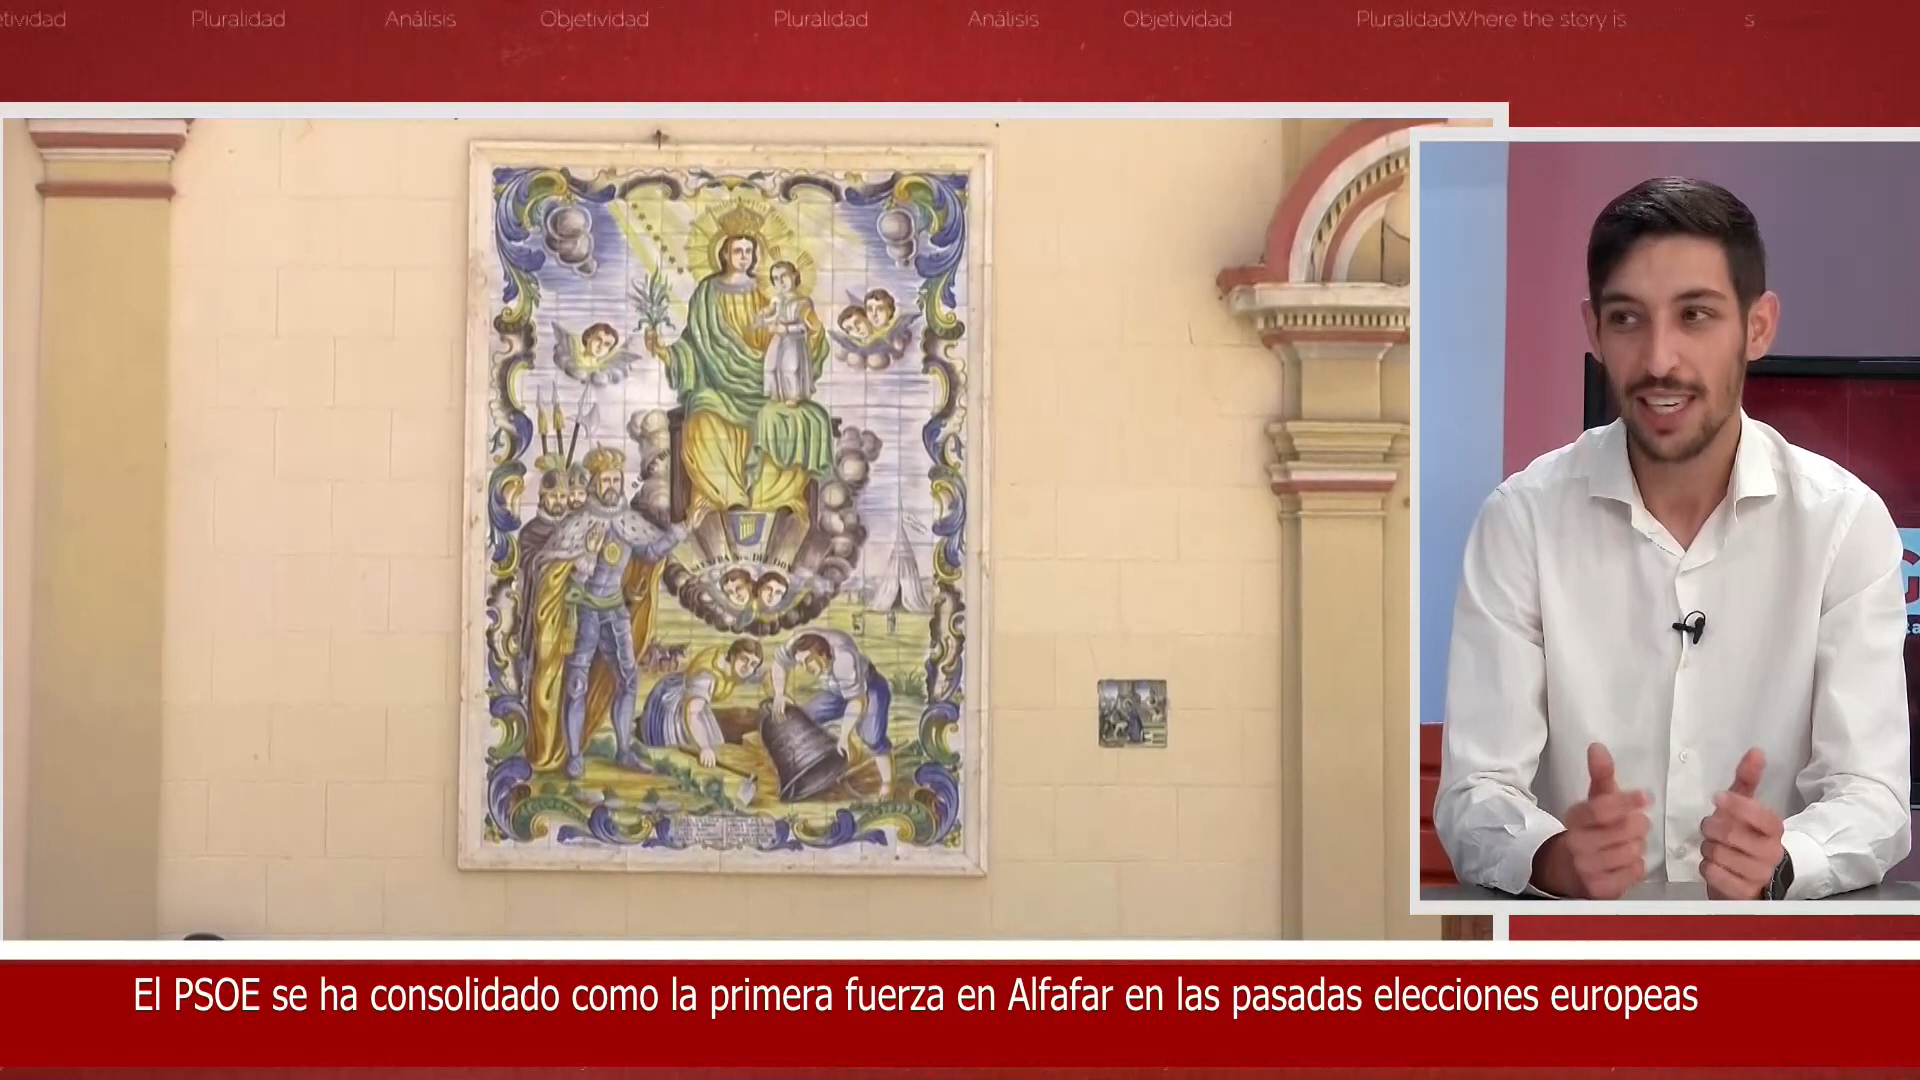 Pluralidad Análisis Objetividad Pluralidad Análisis Objetividad PluralidadWhere the story is s
El PSOE se ha consolidado como la primera fuerza en Alfafar en las pasadas elecciones europeas